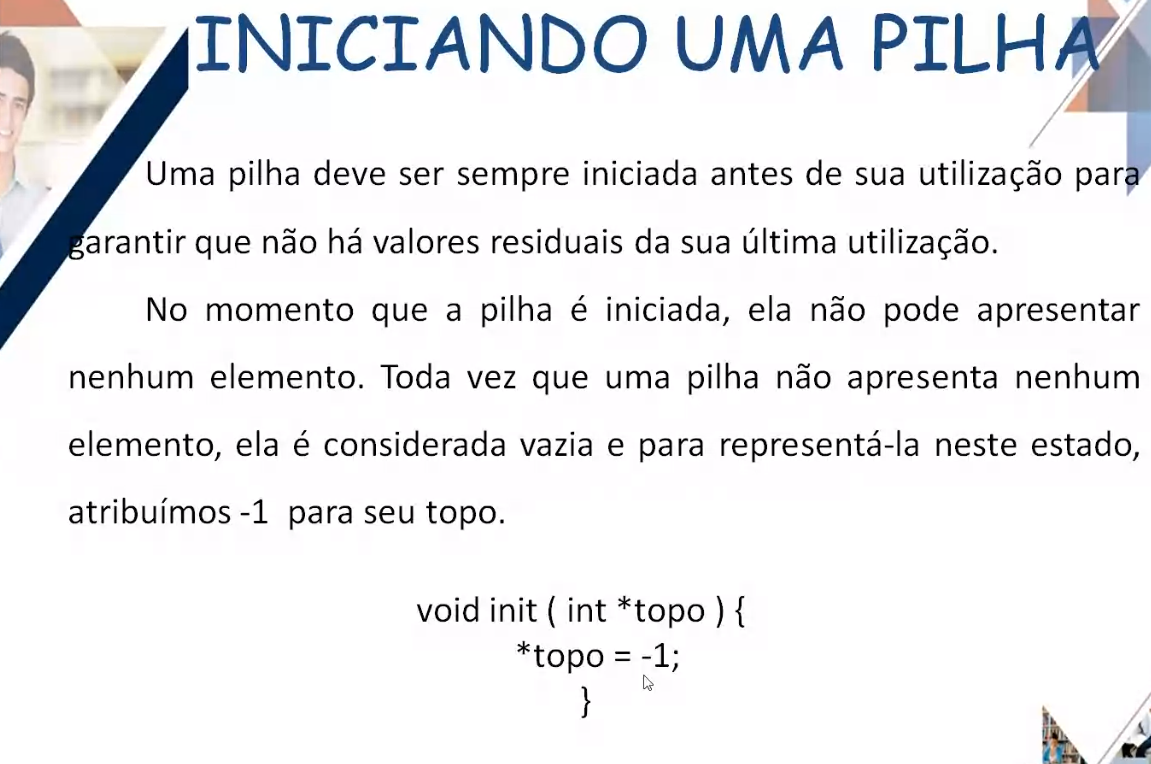 INICIANDO UMA PILHA
Uma pilha deve ser sempre iniciada antes de sua utilização para
garantir que não há valores residuais da sua última utilização.
No momento que a pilha é iniciada, ela não pode apresentar
nenhum elemento. Toda vez que uma pilha não apresenta nenhum
elemento, ela é considerada vazia e para representá-la neste estado,
atribuímos -1 para seu topo.
void init ( int *topo ) {
*topo = -1;
}